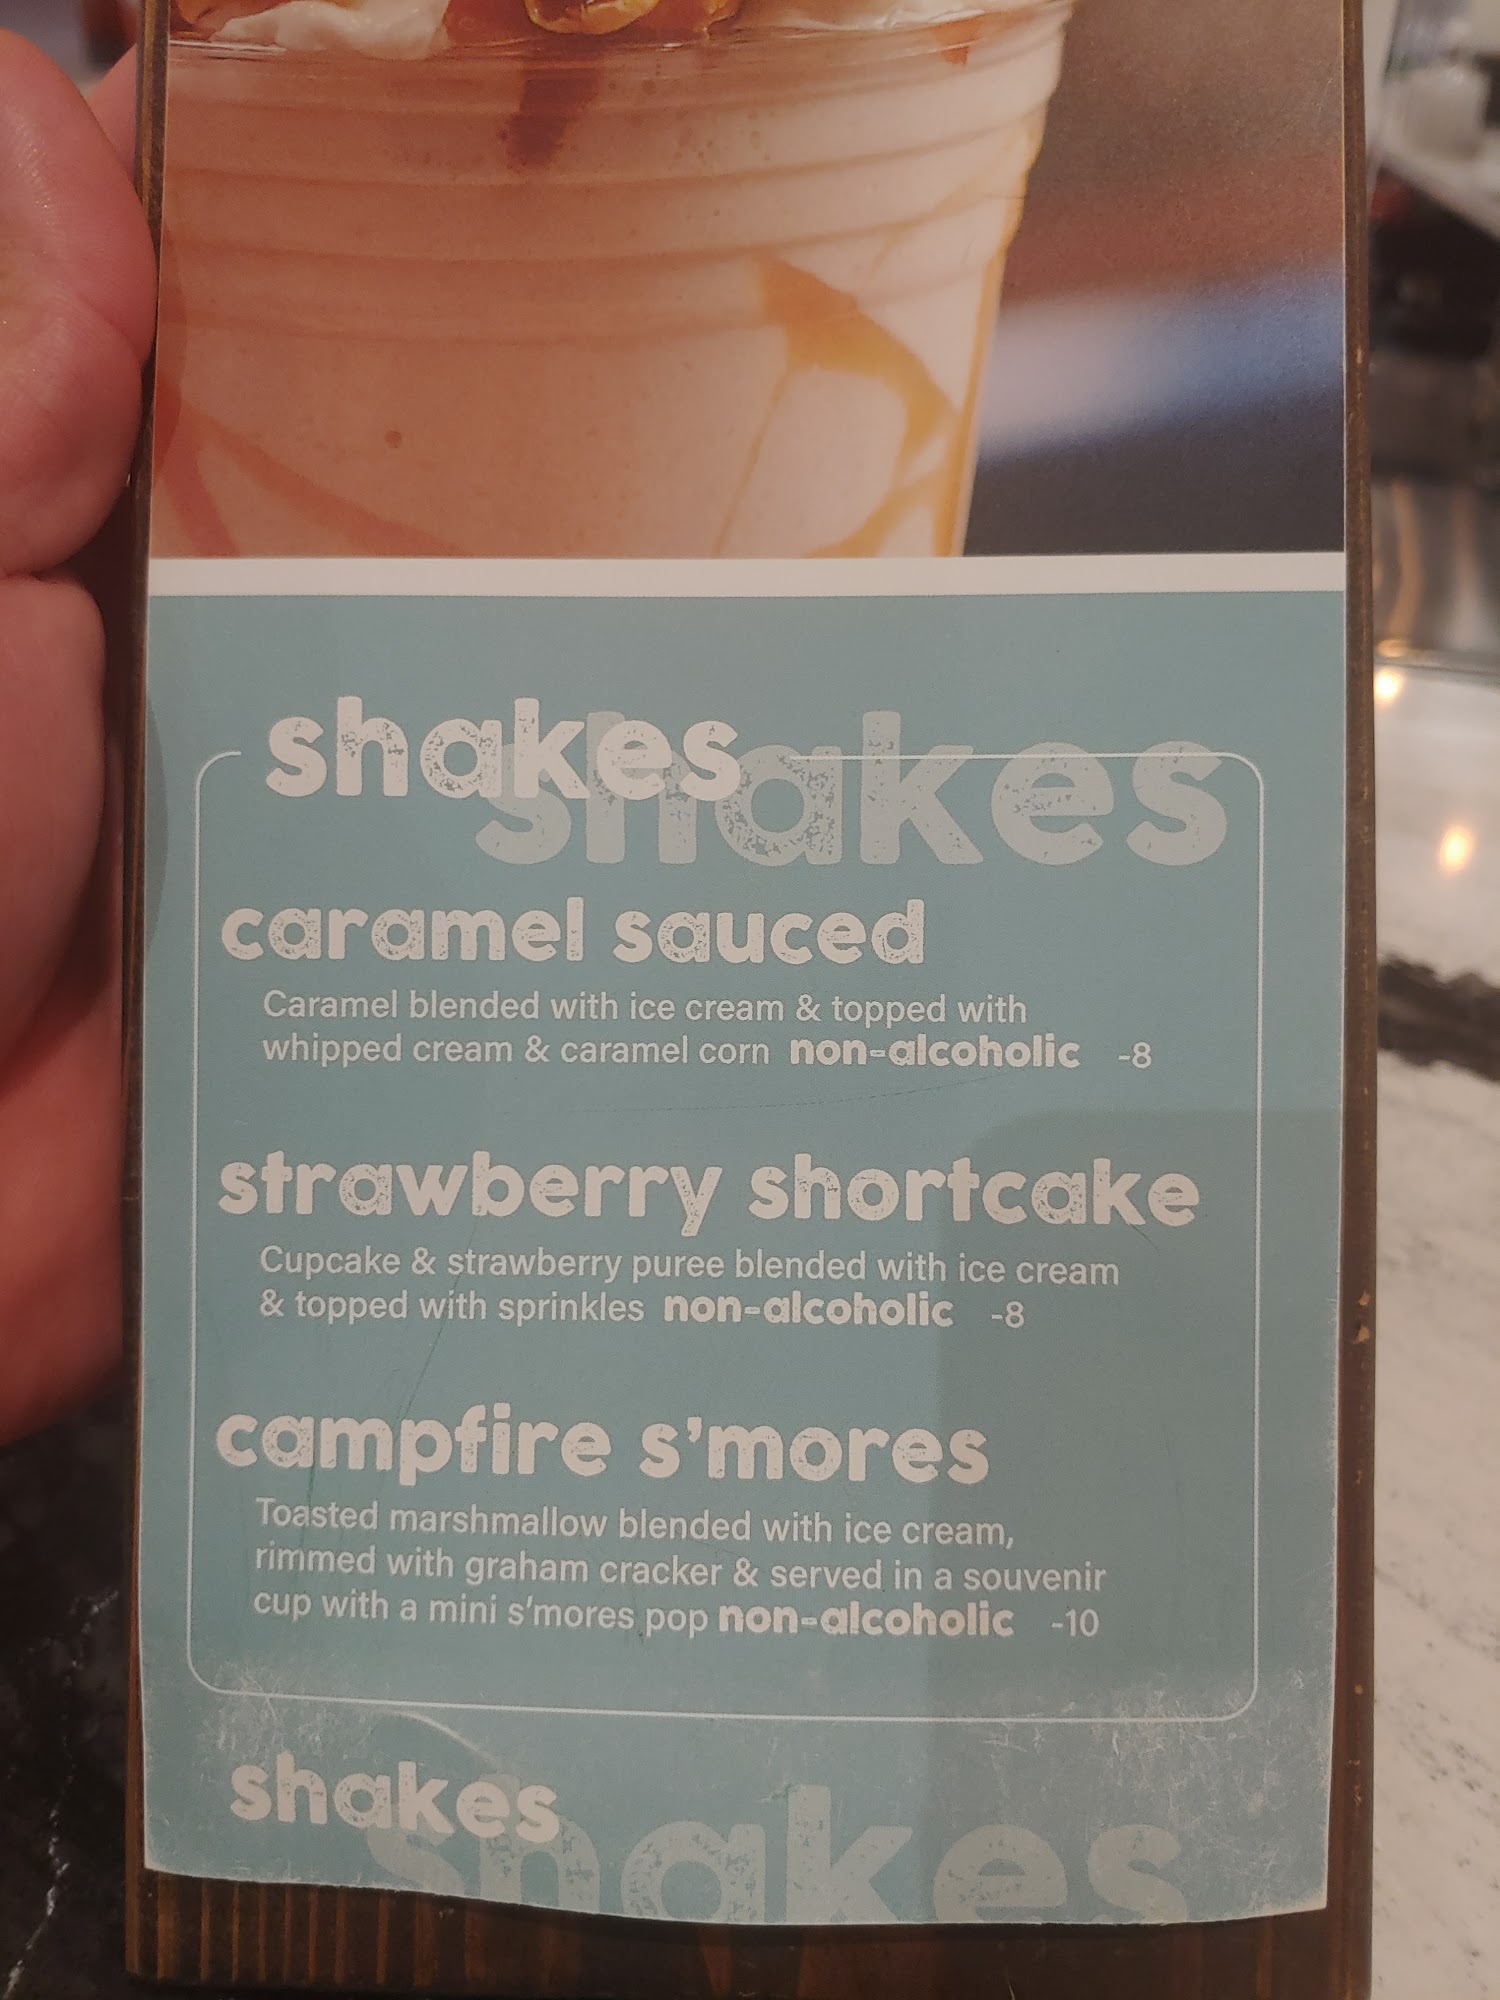 shakes
shakes
caramel sauced
Caramel blended with ice cream & topped with
whipped cream & caramel corn non-alcoholic -8
strawberry shortcake
Cupcake & strawberry puree blended with ice cream
& topped with sprinkles non-alcoholic -8
campfire s'mores
Toasted marshmallow blended with ice cream,
rimmed with graham cracker & served in a souvenir
cup with a mini s'mores pop non-alcoholic -10
shakes
shakes